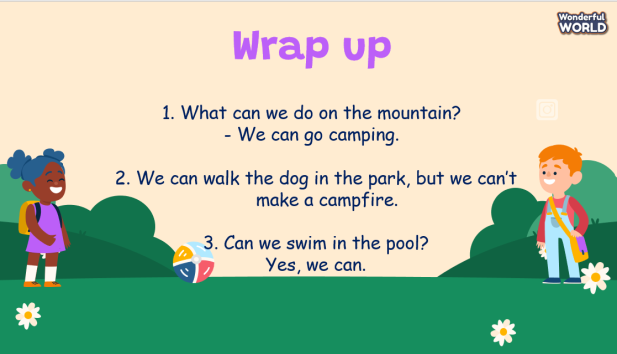 Wonderful
WORLD
Wrap up
1. What can we do on the mountain?
- We can go camping.
2. We can walk the dog in the park, but we can't
make a campfire.
3. Can we swim in the pool?
Yes, we can.